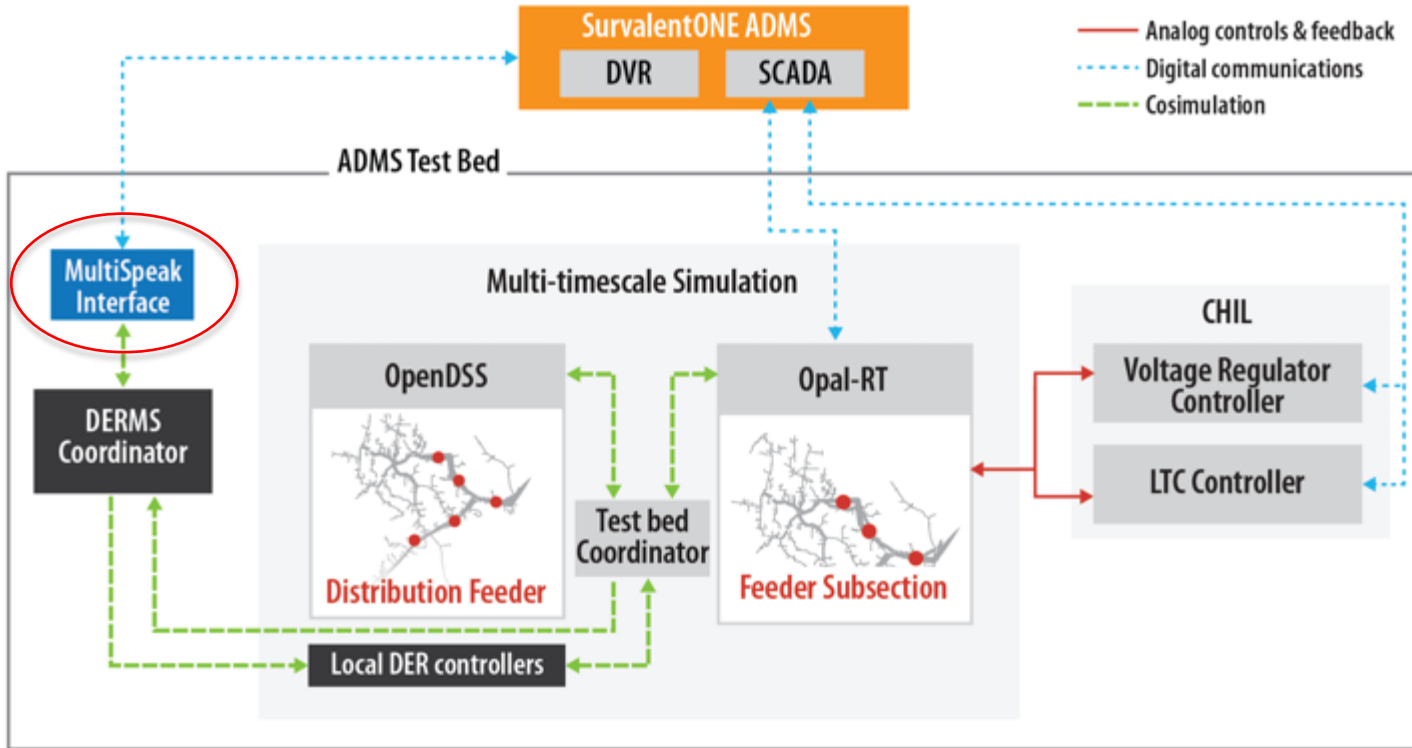 SurvalentONE ADMS
DVR
SCADA
Analog controls & feedback
Digital communications
Cosimulation
ADMS Test Bed
MultiSpeak
Interface
DERMS
Coordinator
Multi-timescale Simulation
OpenDSS
Distribution Feeder
Test bed
Coordinator
Opal-RT
Feeder Subsection
Local DER controllers
CHIL
Voltage Regulator
Controller
LTC Controller